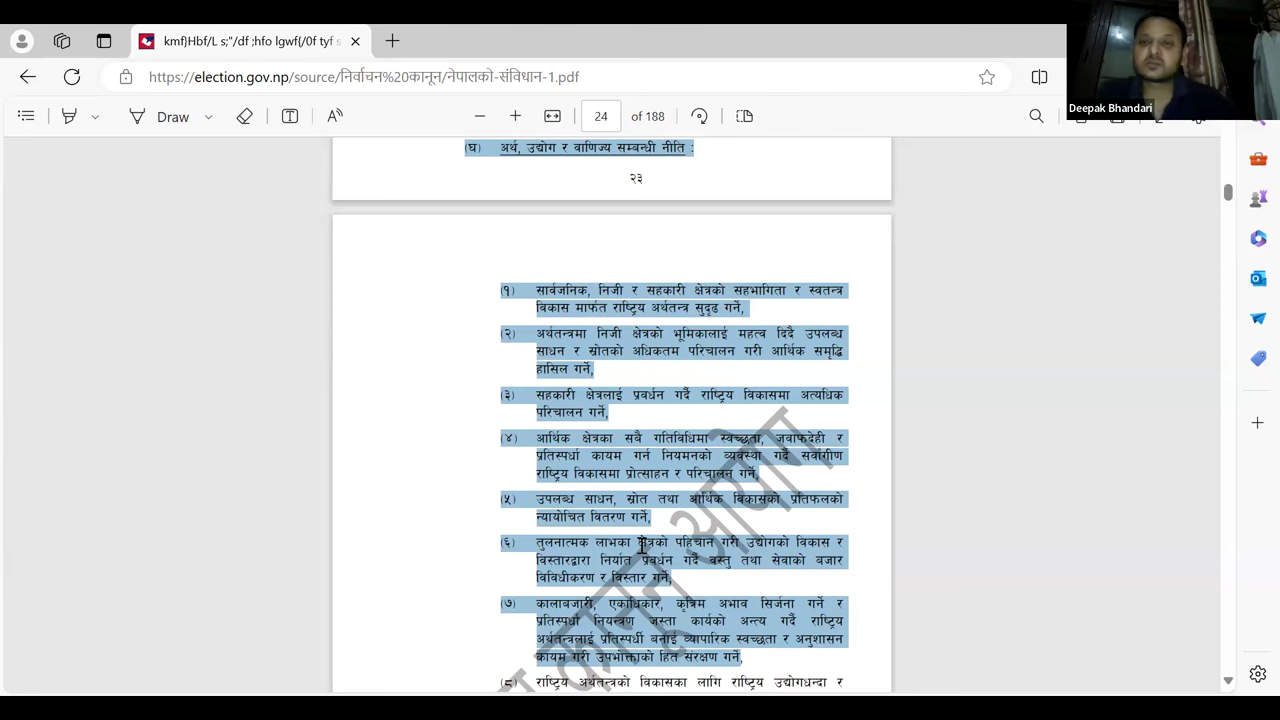 kmf}Hbf/L s;"/df ;hfo lgwf{/0f tyf s
https://election.gov.np/source/निर्वाचन%20कानून/नेपालको-संविधान-1.pdf
Deepak Bhandari
Draw
24 of 188
(घ) अर्थ, उद्योग र वाणिज्य सम्बन्धी नीति :
२३
(१) सार्वजनिक, निजी र सहकारी क्षेत्रको सहभागिता र स्वतन्त्र
विकास मार्फत राष्ट्रिय अर्थतन्त्र सुदृढ गर्ने,
(२) अर्थतन्त्रमा निजी क्षेत्रको भूमिकालाई महत्व दिदै उपलब्ध
साधन र स्रोतको अधिकतम परिचालन गरी आर्थिक समृद्धि
हासिल गर्ने,
(३) सहकारी क्षेत्रलाई प्रवर्धन गर्दै राष्ट्रिय विकासमा अत्यधिक
परिचालन गर्ने,
(४) आर्थिक क्षेत्रका सबै गतिविधिमा स्वच्छता, जवाफदेही र
प्रतिस्पर्धा कायम गर्न नियमनको व्यवस्था गर्दै सर्वांगीण
राष्ट्रिय विकासमा प्रोत्साहन र परिचालन गर्ने,
(५) उपलब्ध साधन, स्रोत तथा आर्थिक विकासको प्रतिफलको
न्यायोचित वितरण गर्ने,
(६) तुलनात्मक लाभका क्षेत्रको पहिचान गरी उद्योगको विकास र
विस्तारद्वारा निर्यात प्रवर्धन गर्दै वस्तु तथा सेवाको बजार
विविधीकरण र विस्तार गर्ने,
(७) कालाबजारी, एकाधिकार, कृत्रिम अभाव सिर्जना गर्ने र
प्रतिस्पर्धा नियन्त्रण जस्ता कार्यको अन्त्य गर्दै राष्ट्रिय
अर्थतन्त्रलाई प्रतिस्पर्धी बनाई व्यापारिक स्वच्छता र अनुशासन
कायम गरी उपभोक्ताको हित संरक्षण गर्ने,
(८) राष्ट्रिय अर्थतन्त्रको विकासका लागि राष्ट्रिय उद्योगधन्दा र
कानून आयोग